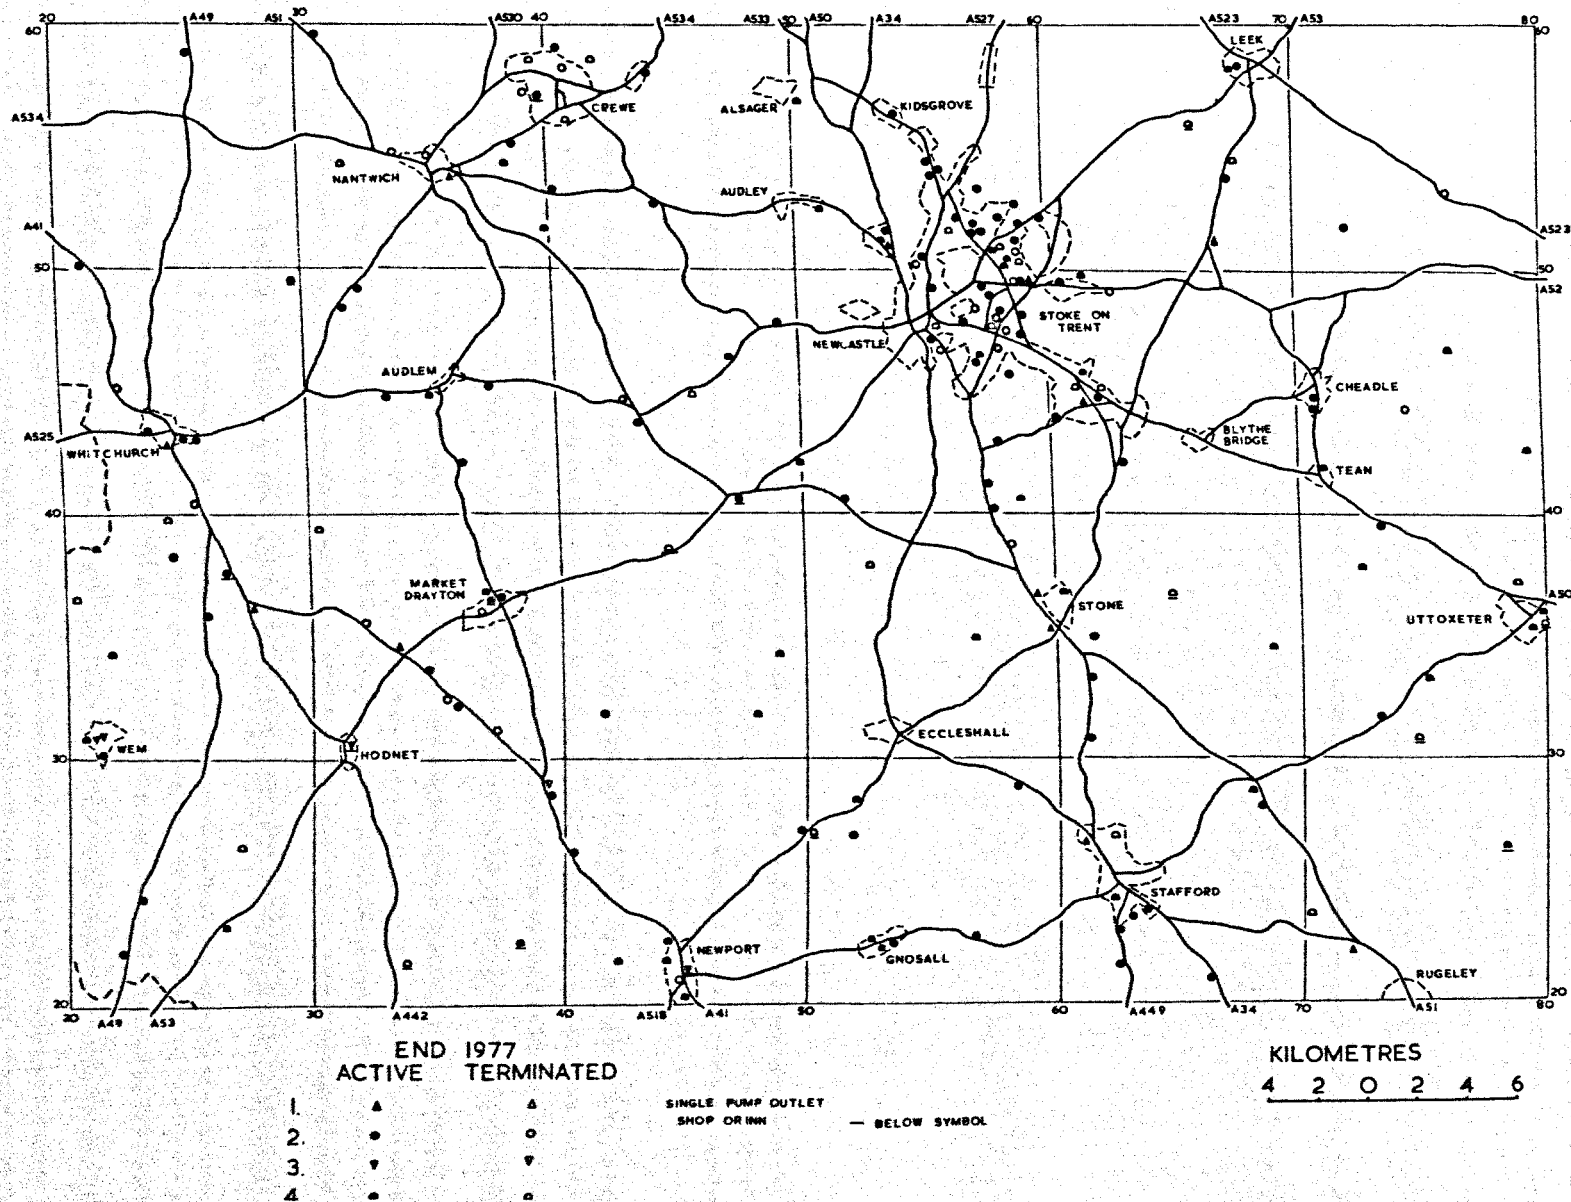 60 20 A49 A51 30 A530 40 A534 A533 50 A50 A34 A527 60 A523 70 A53 80 60
LEEK
CREWE
ALSAGER
KIDSGROVE
A534
NANTWICH
AUDLEY
A41
A523
50
50
A52
STOKE ON
TRENT
NEWCASTLE
AUDLEM
CHEADLE
A525
WHITCHURCH
BLYTHE
BRIDGE
TEAN
40
40
MARKET
DRAYTON
STONE
A50
UTTOXETER
WEM
HODNET
ECCLESHALL
30
30
STAFFORD
NEWPORT
GNOSALL
RUGELEY
20
20
20 A49 A53 30 A442 40 A518 A41 50 60 A449 A34 70 A51 80
END 1977
ACTIVE TERMINATED
KILOMETRES
4 2 0 2 4 6
1.
SINGLE PUMP OUTLET
SHOP OR INN — BELOW SYMBOL
2.
3.
4